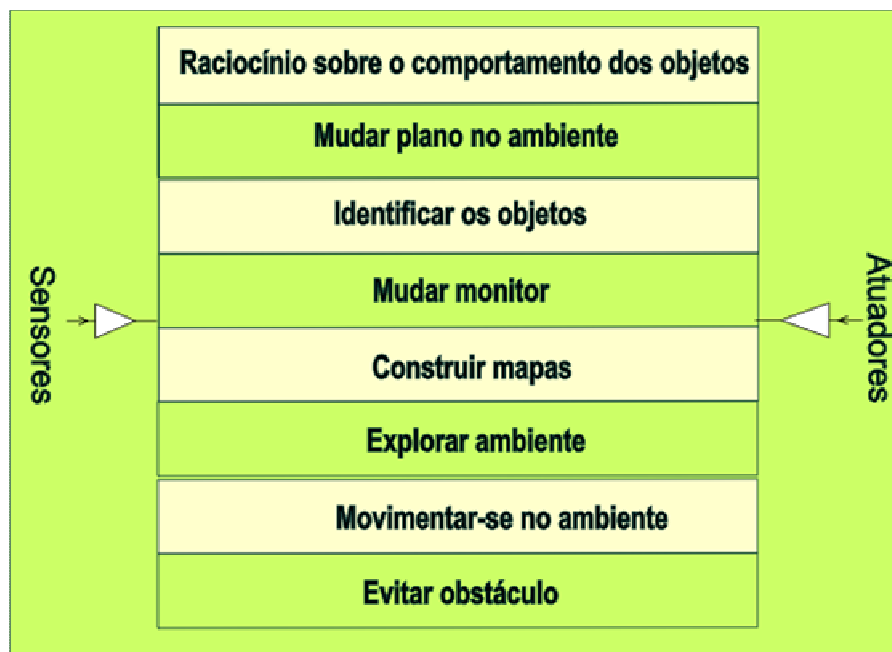 Raciocínio sobre o comportamento dos objetos
Mudar plano no ambiente
Identificar os objetos
Mudar monitor
Construir mapas
Explorar ambiente
Movimentar-se no ambiente
Evitar obstáculo
Sensores
Atuadores